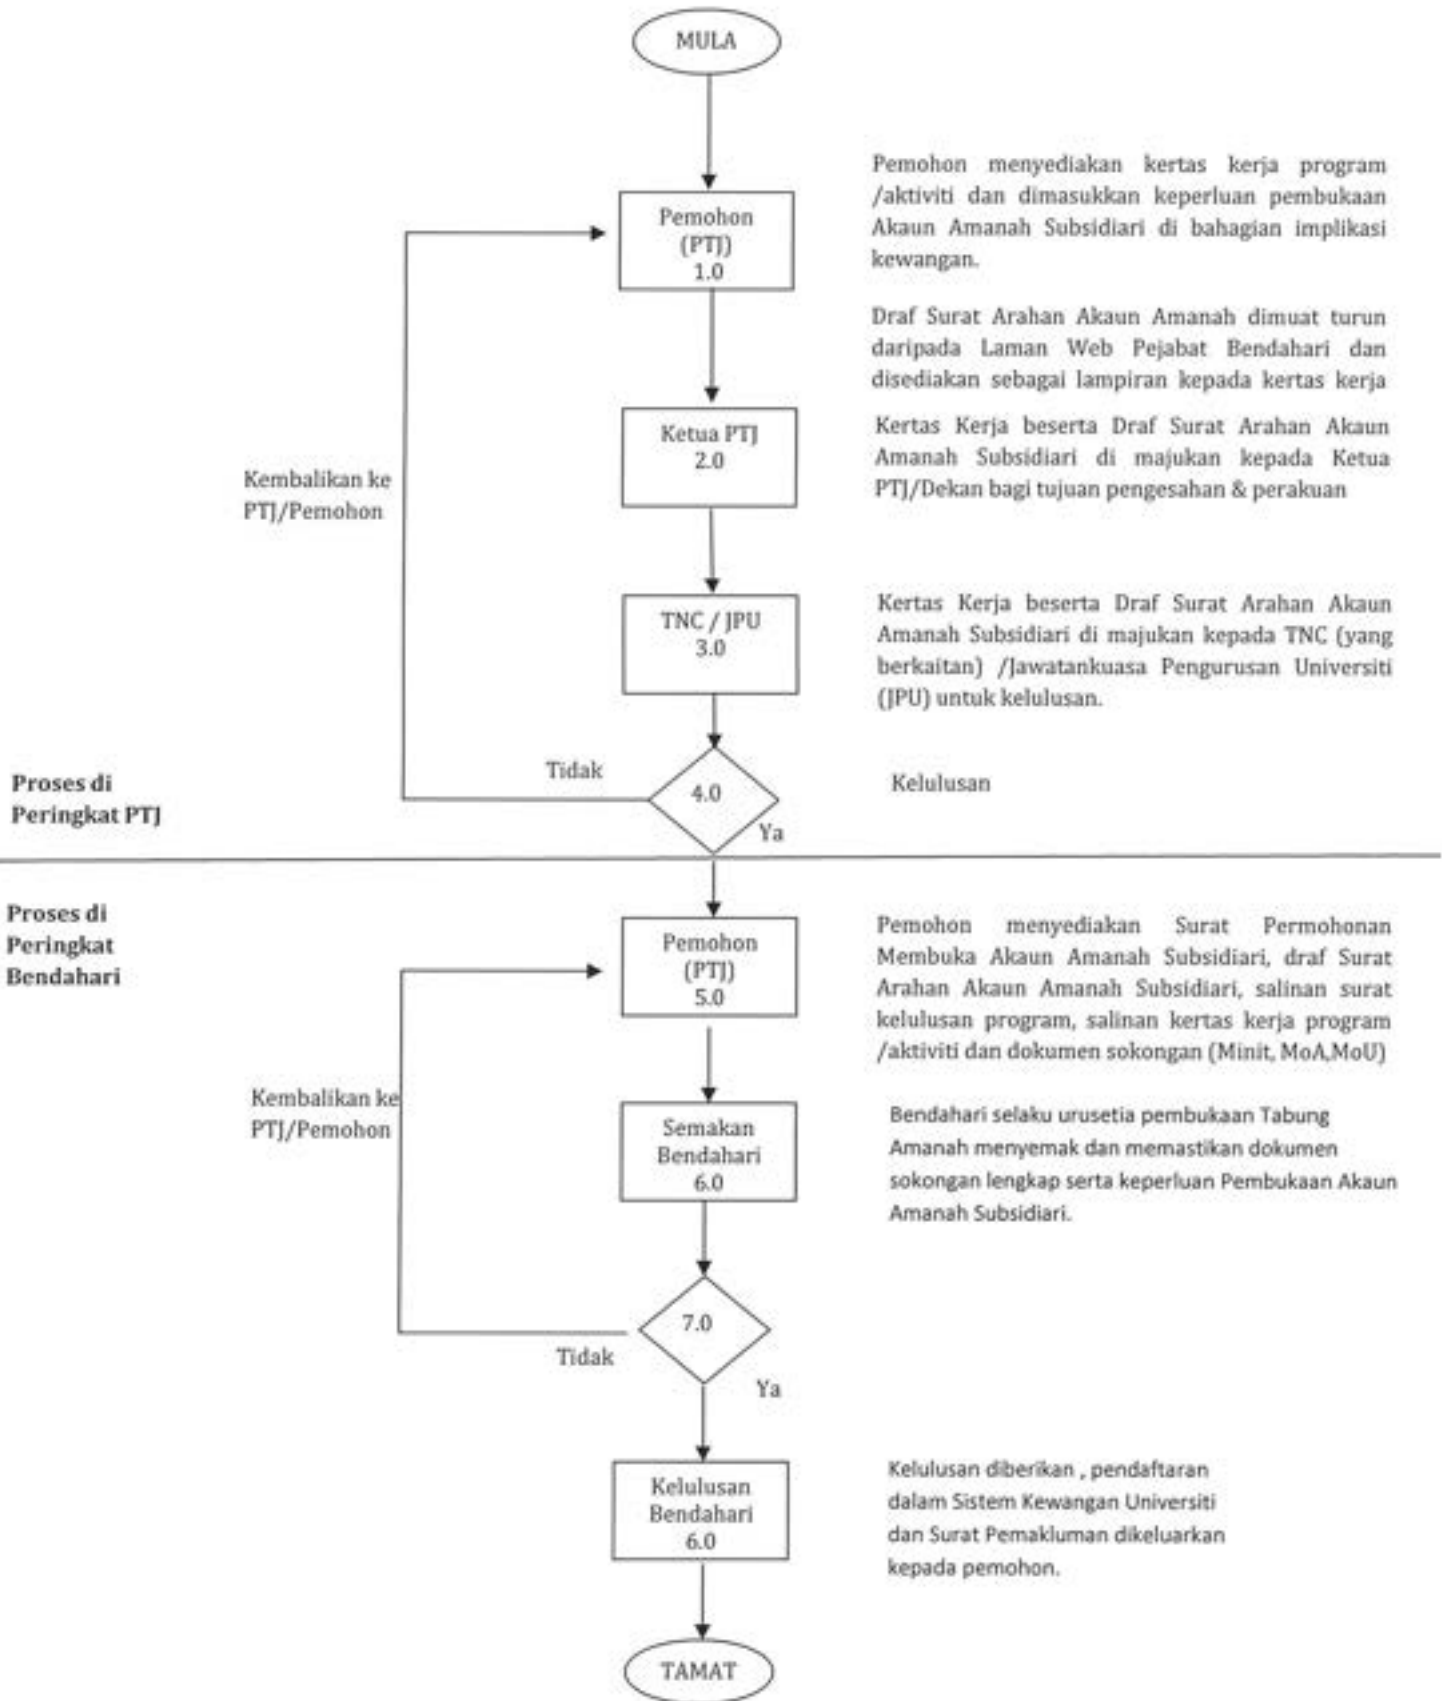 MULA
Pemohon
(PTJ)
1.0
Pemohon menyediakan kertas kerja program
/aktiviti dan dimasukkan keperluan pembukaan
Akaun Amanah Subsidiari di bahagian implikasi
kewangan.
Draf Surat Arahan Akaun Amanah dimuat turun
daripada Laman Web Pejabat Bendahari dan
disediakan sebagai lampiran kepada kertas kerja
Ketua PTJ
2.0
Kertas Kerja beserta Draf Surat Arahan Akaun
Amanah Subsidiari di majukan kepada Ketua
PTJ/Dekan bagi tujuan pengesahan & perakuan
Kembalikan ke
PTJ/Pemohon
TNC / JPU
3.0
Kertas Kerja beserta Draf Surat Arahan Akaun
Amanah Subsidiari di majukan kepada TNC (yang
berkaitan) /Jawatankuasa Pengurusan Universiti
(JPU) untuk kelulusan.
Proses di
Peringkat PTJ
Tidak
4.0
Ya
Kelulusan
Proses di
Peringkat
Bendahari
Pemohon
(PTJ)
5.0
Pemohon menyediakan Surat Permohonan
Membuka Akaun Amanah Subsidiari, draf Surat
Arahan Akaun Amanah Subsidiari, salinan surat
kelulusan program, salinan kertas kerja program
/aktiviti dan dokumen sokongan (Minit, MoA,MoU)
Kembalikan ke
PTJ/Pemohon
Semakan
Bendahari
6.0
Bendahari selaku urusetia pembukaan Tabung
Amanah menyemak dan memastikan dokumen
sokongan lengkap serta keperluan Pembukaan Akaun
Amanah Subsidiari.
7.0
Tidak
Ya
Kelulusan
Bendahari
6.0
Kelulusan diberikan , pendaftaran
dalam Sistem Kewangan Universiti
dan Surat Pemakluman dikeluarkan
kepada pemohon.
TAMAT